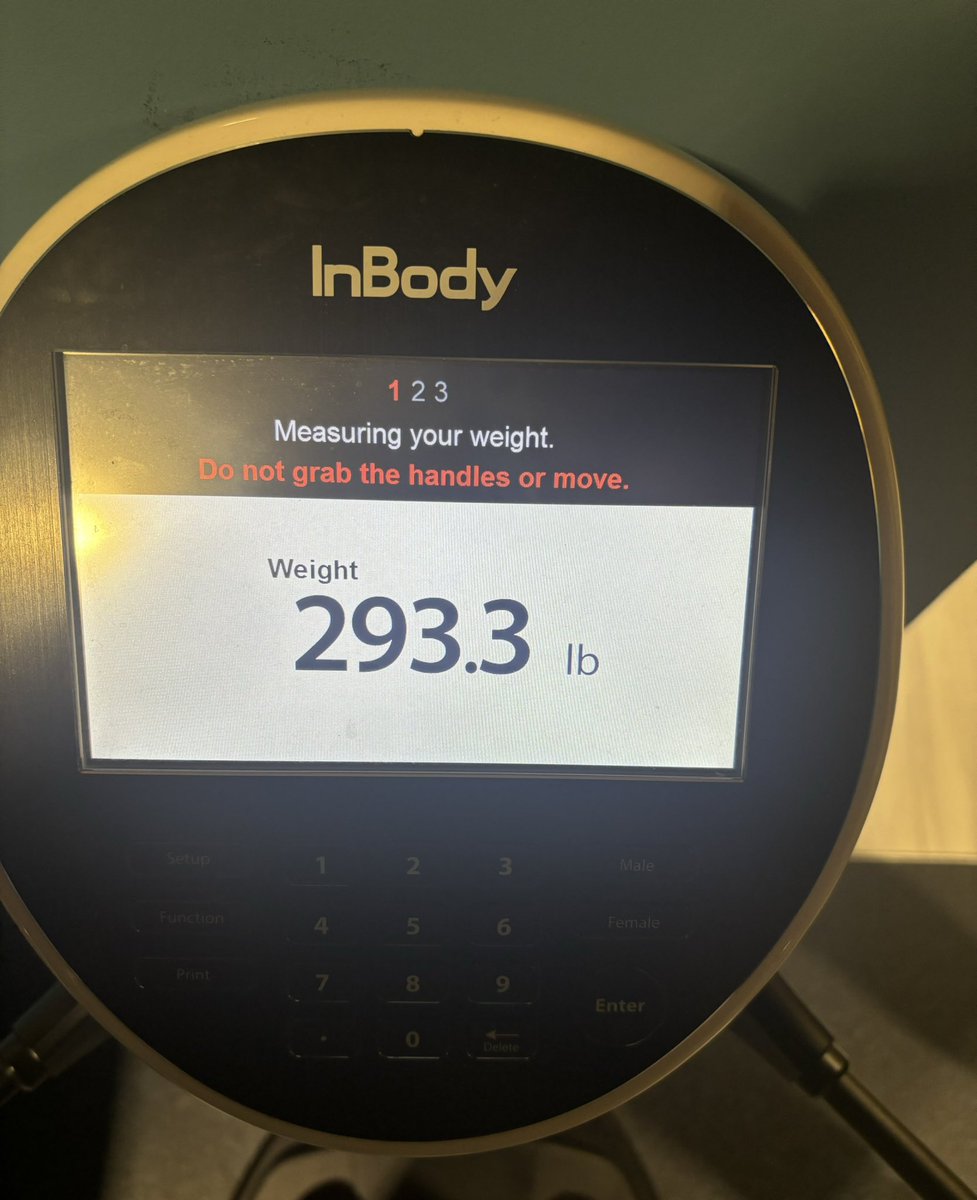 InBody
1 2 3
Measuring your weight.
Do not grab the handles or move.
Weight
293.3 lb
Setup 1 2 3 Male
Function 4 5 6 Female
Print 7 8 9
Enter
. 0 Delete